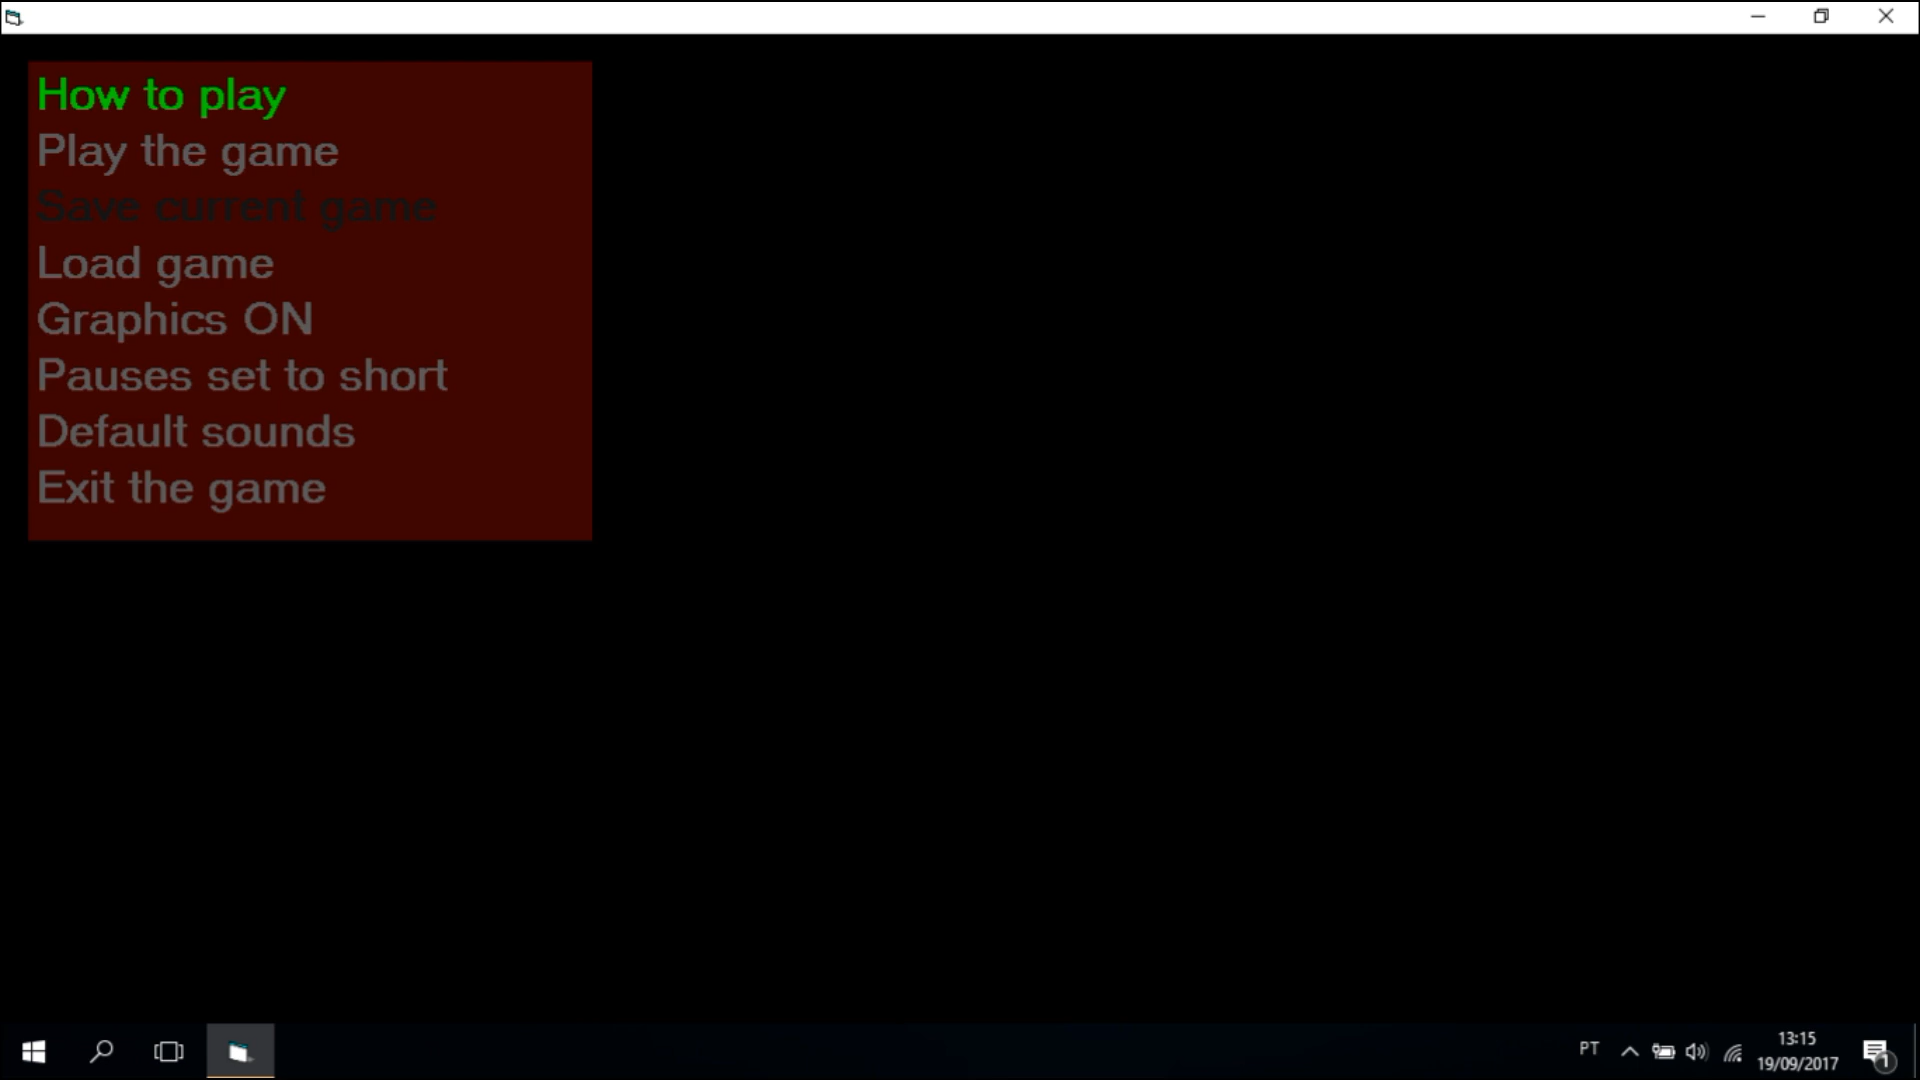 How to play
Play the game
Save current game
Load game
Graphics ON
Pauses set to short
Default sounds
Exit the game
PT
13:15
19/09/2017
1